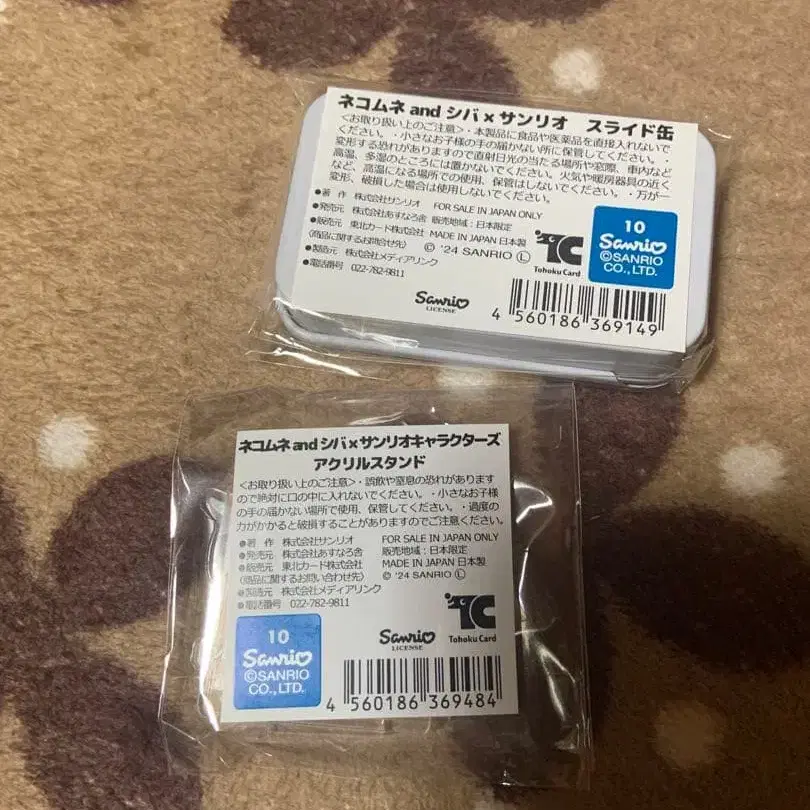 ネコムネ and シバ×サンリオ スライド缶
<お取り扱い上のご注意>・本製品に食品や医薬品を直接入れないで
ください。・小さなお子様の手の届かない所に保管してください。・
変形する恐れがありますので直射日光の当たる場所や窓際、車内など
高温、多湿のところには置かないでください。火気や暖房器具の近く
など、高温になる場所での使用、保管はしないでください。・万が一
変形、破損した場合は使用しないでください。
●著 作 株式会社サンリオ FOR SALE IN JAPAN ONLY
●発売元 株式会社あすなろ舎 販売地域:日本限定
●販売元 東北カード株式会社 MADE IN JAPAN 日本製
(商品に関するお問合せ先) © '24 SANRIO Ⓛ
●製造元 株式会社メディアリンク
●電話番号 022-782-9811
TC
Tohoku Card
10
Sanrio
©SANRIO
CO.,LTD.
Sanrio
LICENSE
4 560186 369149
ネコムネ and シバ×サンリオキャラクターズ
アクリルスタンド
<お取り扱い上のご注意>・誤飲や窒息の恐れがあります
ので絶対に口の中に入れないでください。・小さなお子様
の手の届かない場所で使用、保管してください。・過度の
力がかかると破損することがありますのでご注意ください。
●著 作 株式会社サンリオ FOR SALE IN JAPAN ONLY
●発売元 株式会社あすなろ舎 販売地域:日本限定
●販売元 東北カード株式会社 MADE IN JAPAN 日本製
(商品に関するお問い合わせ先) © '24 SANRIO Ⓛ
●製造元 株式会社メディアリンク
●電話番号 022-782-9811
10
Sanrio
©SANRIO
CO.,LTD.
Sanrio
LICENSE
TC
Tohoku Card
4 560186 369484